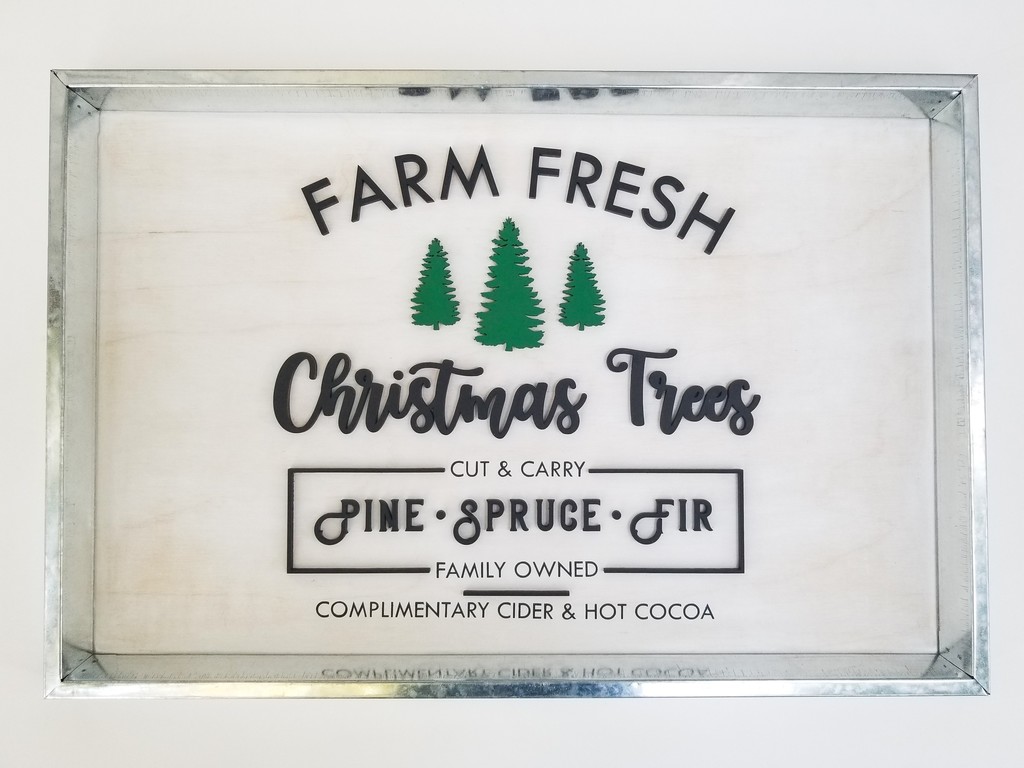 FARM FRESH
Christmas Trees
CUT & CARRY
PINE • SPRUCE • FIR
FAMILY OWNED
COMPLIMENTARY CIDER & HOT COCOA